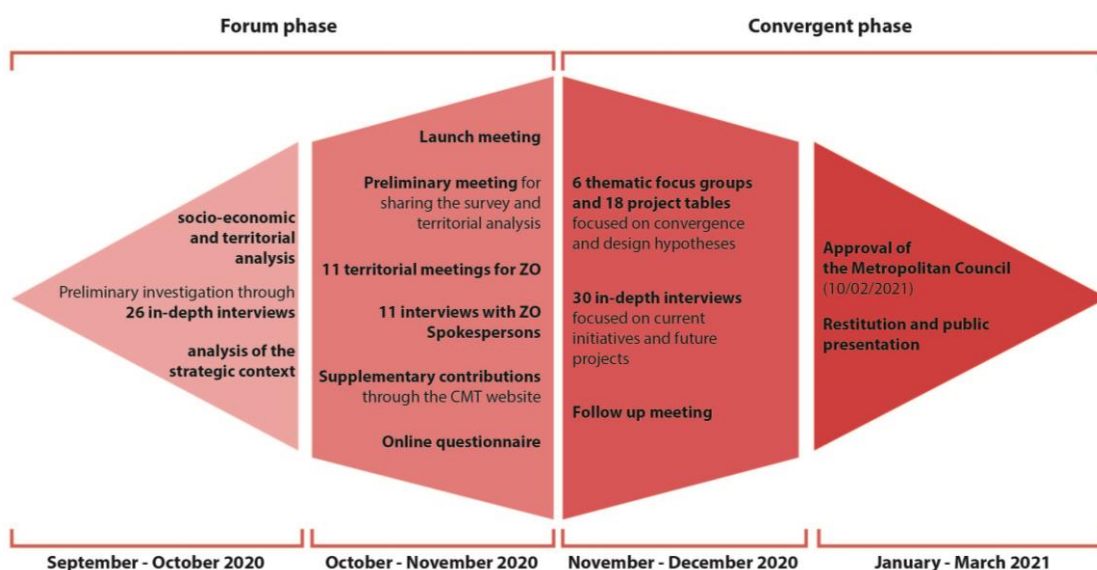 Forum phase
Convergent phase
socio-economic
and territorial
analysis
Preliminary investigation through
26 in-depth interviews
analysis of the
strategic context
Launch meeting
Preliminary meeting for
sharing the survey and
territorial analysis
11 territorial meetings for ZO
11 interviews with ZO
Spokespersons
Supplementary contributions
through the CMT website
Online questionnaire
6 thematic focus groups
and 18 project tables
focused on convergence
and design hypotheses
30 in-depth interviews
focused on current
initiatives and future
projects
Follow up meeting
Approval of
the Metropolitan Council
(10/02/2021)
Restitution and public
presentation
September - October 2020
October - November 2020
November - December 2020
January - March 2021